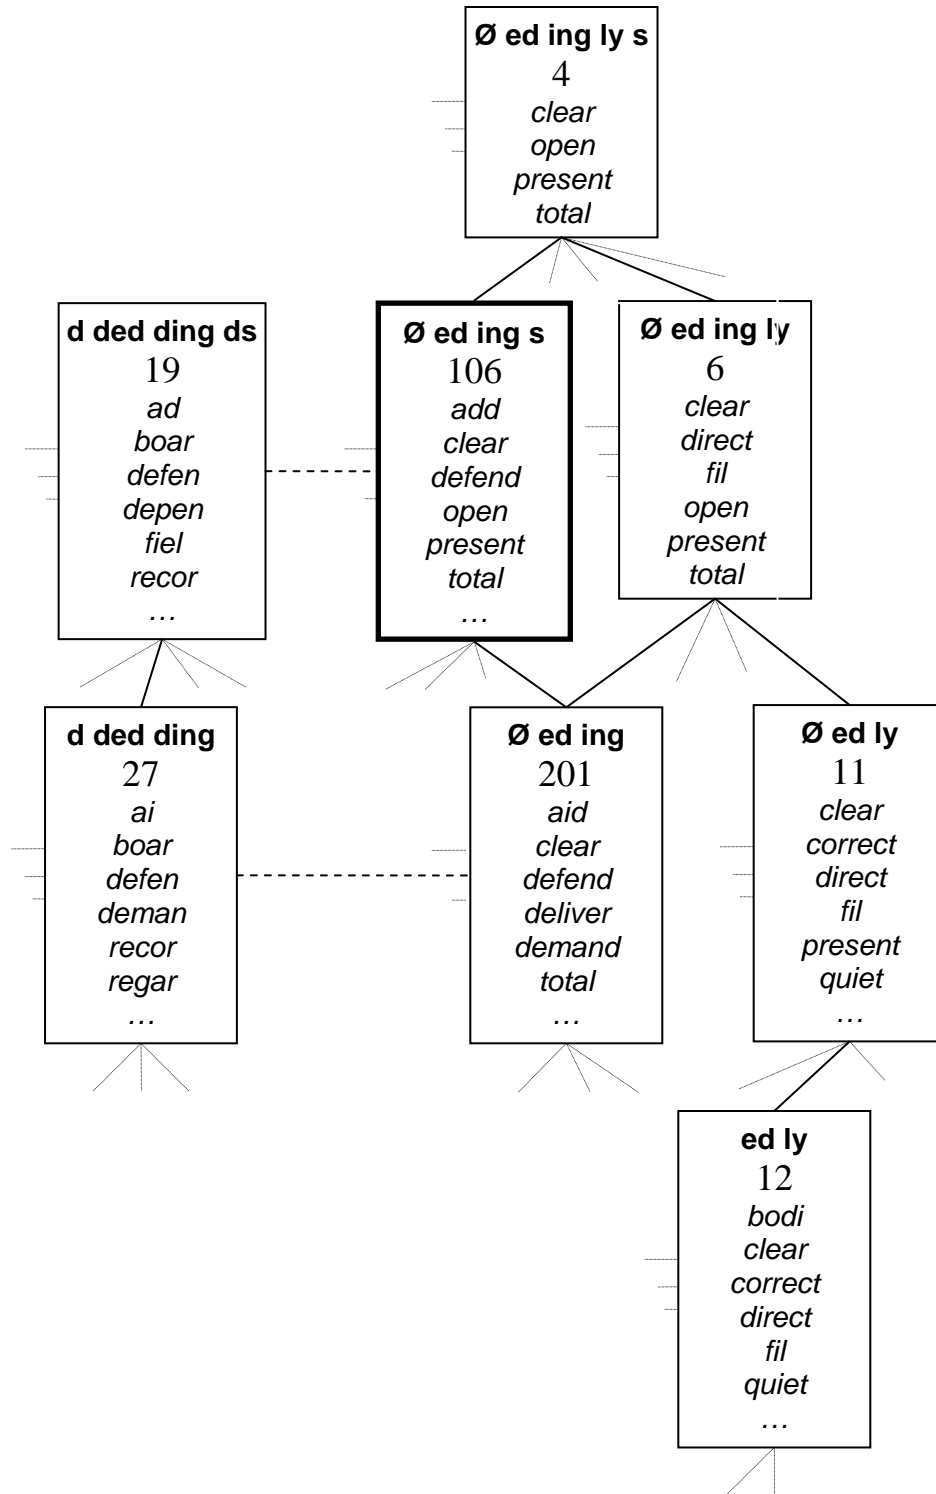 Ø ed ing ly s
4
clear
open
present
total
d ded ding ds
19
ad
boar
defen
depen
fiel
recor
…
Ø ed ing s
106
add
clear
defend
open
present
total
…
Ø ed ing ly
6
clear
direct
fil
open
present
total
d ded ding
27
ai
boar
defen
deman
recor
regar
…
Ø ed ing
201
aid
clear
defend
deliver
demand
total
…
Ø ed ly
11
clear
correct
direct
fil
present
quiet
…
ed ly
12
bodi
clear
correct
direct
fil
quiet
…